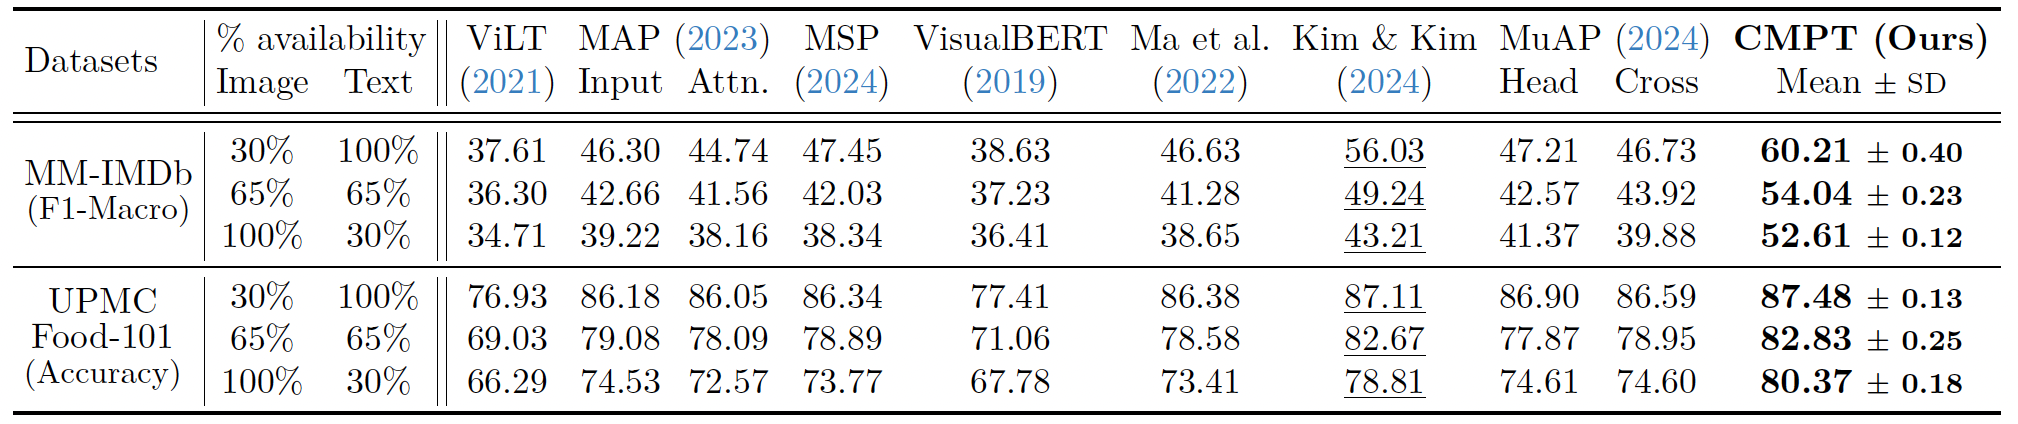 Datasets % availability ViLT MAP (2023) MSP VisualBERT Ma et al. Kim & Kim MuAP (2024) CMPT (Ours)
Image Text (2021) Input Attn. (2024) (2019) (2022) (2024) Head Cross Mean ± SD
MM-IMDb (F1-Macro)
30% 100% 37.61 46.30 44.74 47.45 38.63 46.63 56.03 47.21 46.73 60.21 ± 0.40
65% 65% 36.30 42.66 41.56 42.03 37.23 41.28 49.24 42.57 43.92 54.04 ± 0.23
100% 30% 34.71 39.22 38.16 38.34 36.41 38.65 43.21 41.37 39.88 52.61 ± 0.12
UPMC Food-101 (Accuracy)
30% 100% 76.93 86.18 86.05 86.34 77.41 86.38 87.11 86.90 86.59 87.48 ± 0.13
65% 65% 69.03 79.08 78.09 78.89 71.06 78.58 82.67 77.87 78.95 82.83 ± 0.25
100% 30% 66.29 74.53 72.57 73.77 67.78 73.41 78.81 74.61 74.60 80.37 ± 0.18